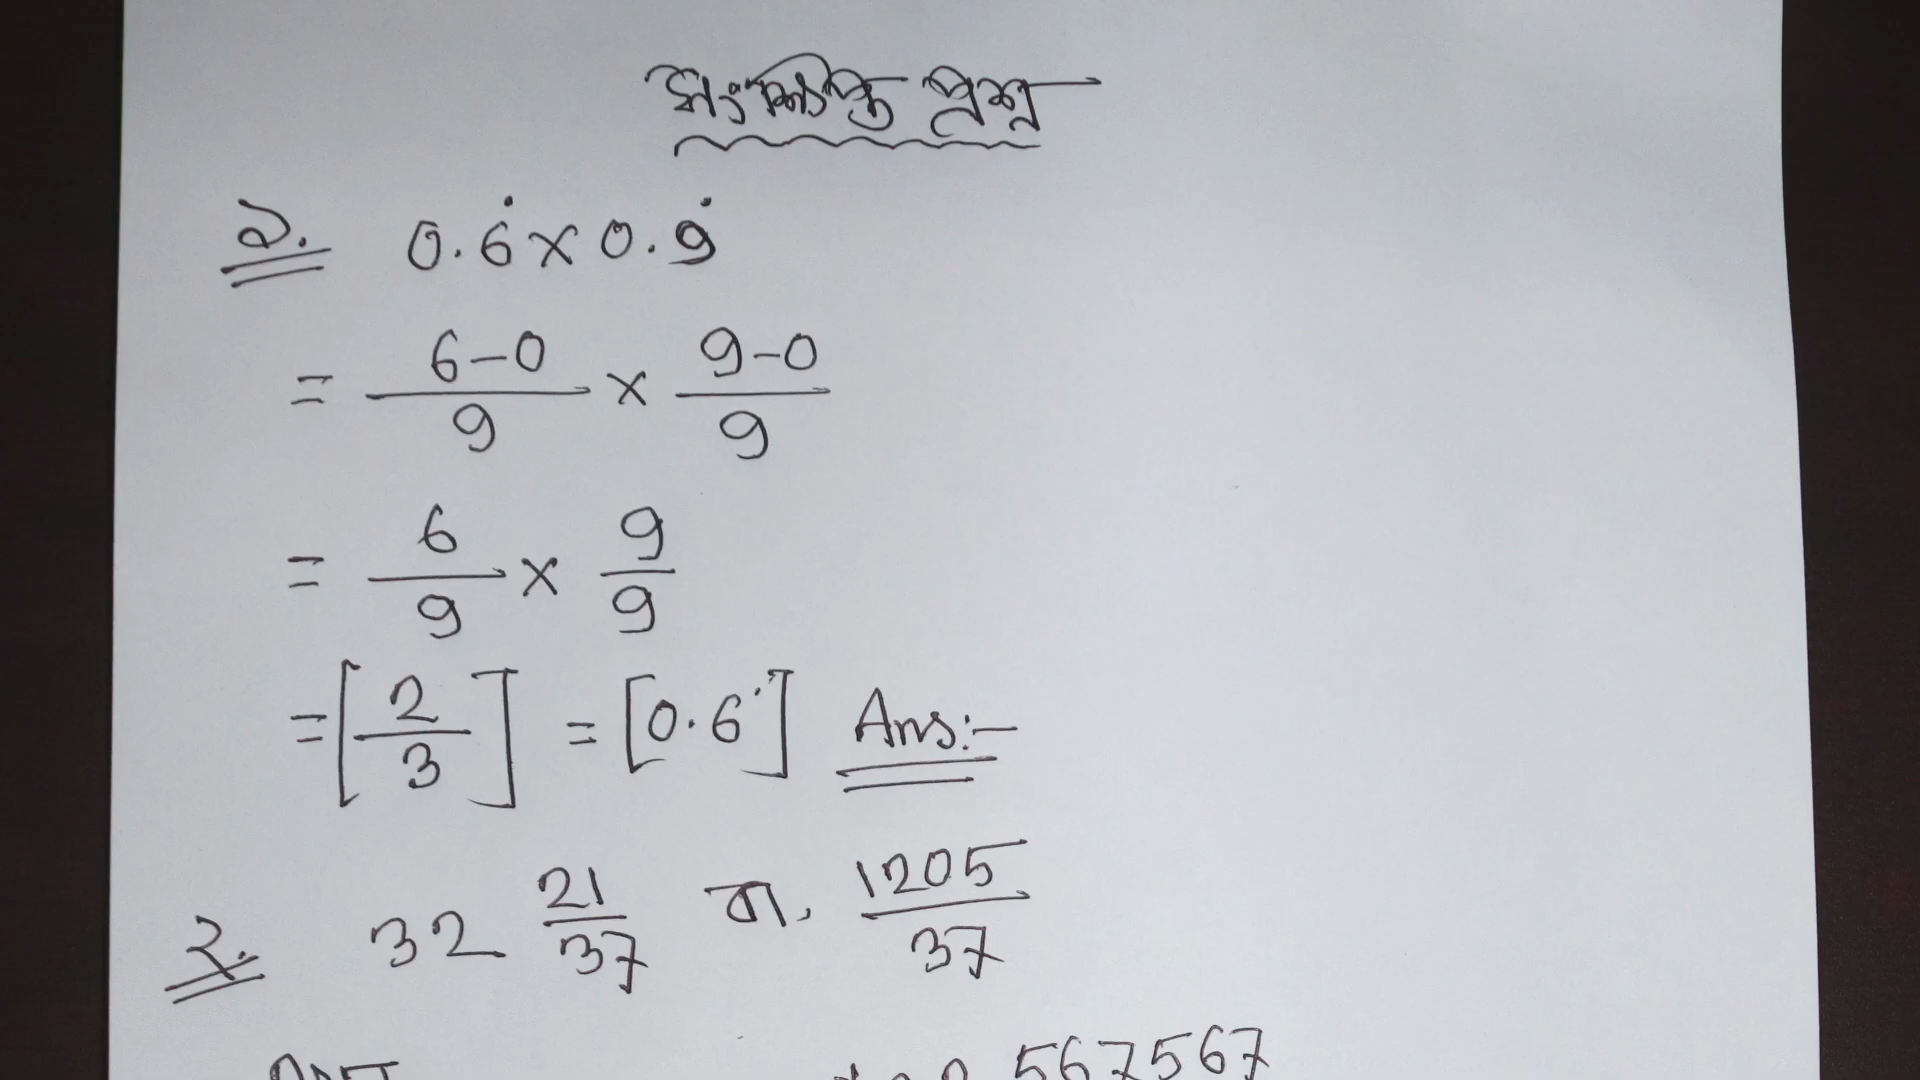 সংক্ষিপ্ত প্রশ্ন
১. 0.6̇ × 0.9̇
= 6-0/9 × 9-0/9
= 6/9 × 9/9
= [2/3] = [0.6̇] Ans:-
২. 32 21/37 বা, 1205/37
567567